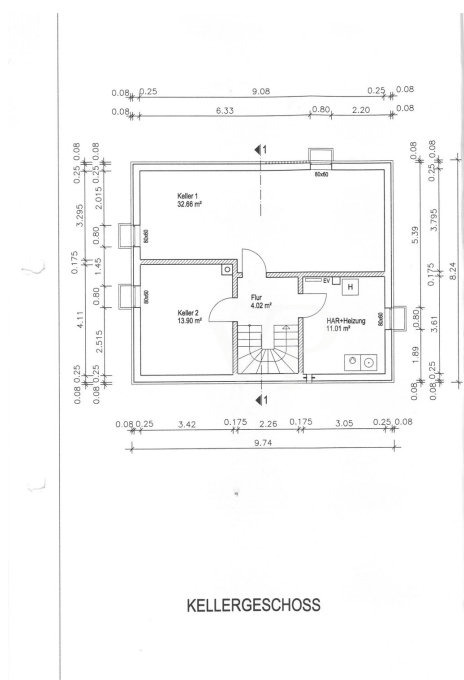 0.08 0.25 9.08 0.25 0.08
0.08 6.33 0.80 2.20 0.08
1
80x60
0.08 0.08
0.25 0.25
3.295 2.015
0.80
0.175 1.45
4.11 0.80
2.515
0.25 0.25
0.08 0.08
Keller 1
32.66 m²
80x60
80x60
Keller 2
13.90 m²
Flur
4.02 m²
EV
H
HAR+Heizung
11.01 m²
80x60
0.08 0.08
0.25
5.39 3.795
8.24
0.175
0.80 3.61
1.89
0.25
0.08 0.08
1
0.08 0.25 3.42 0.175 2.26 0.175 3.05 0.25 0.08
9.74
KELLERGESCHOSS